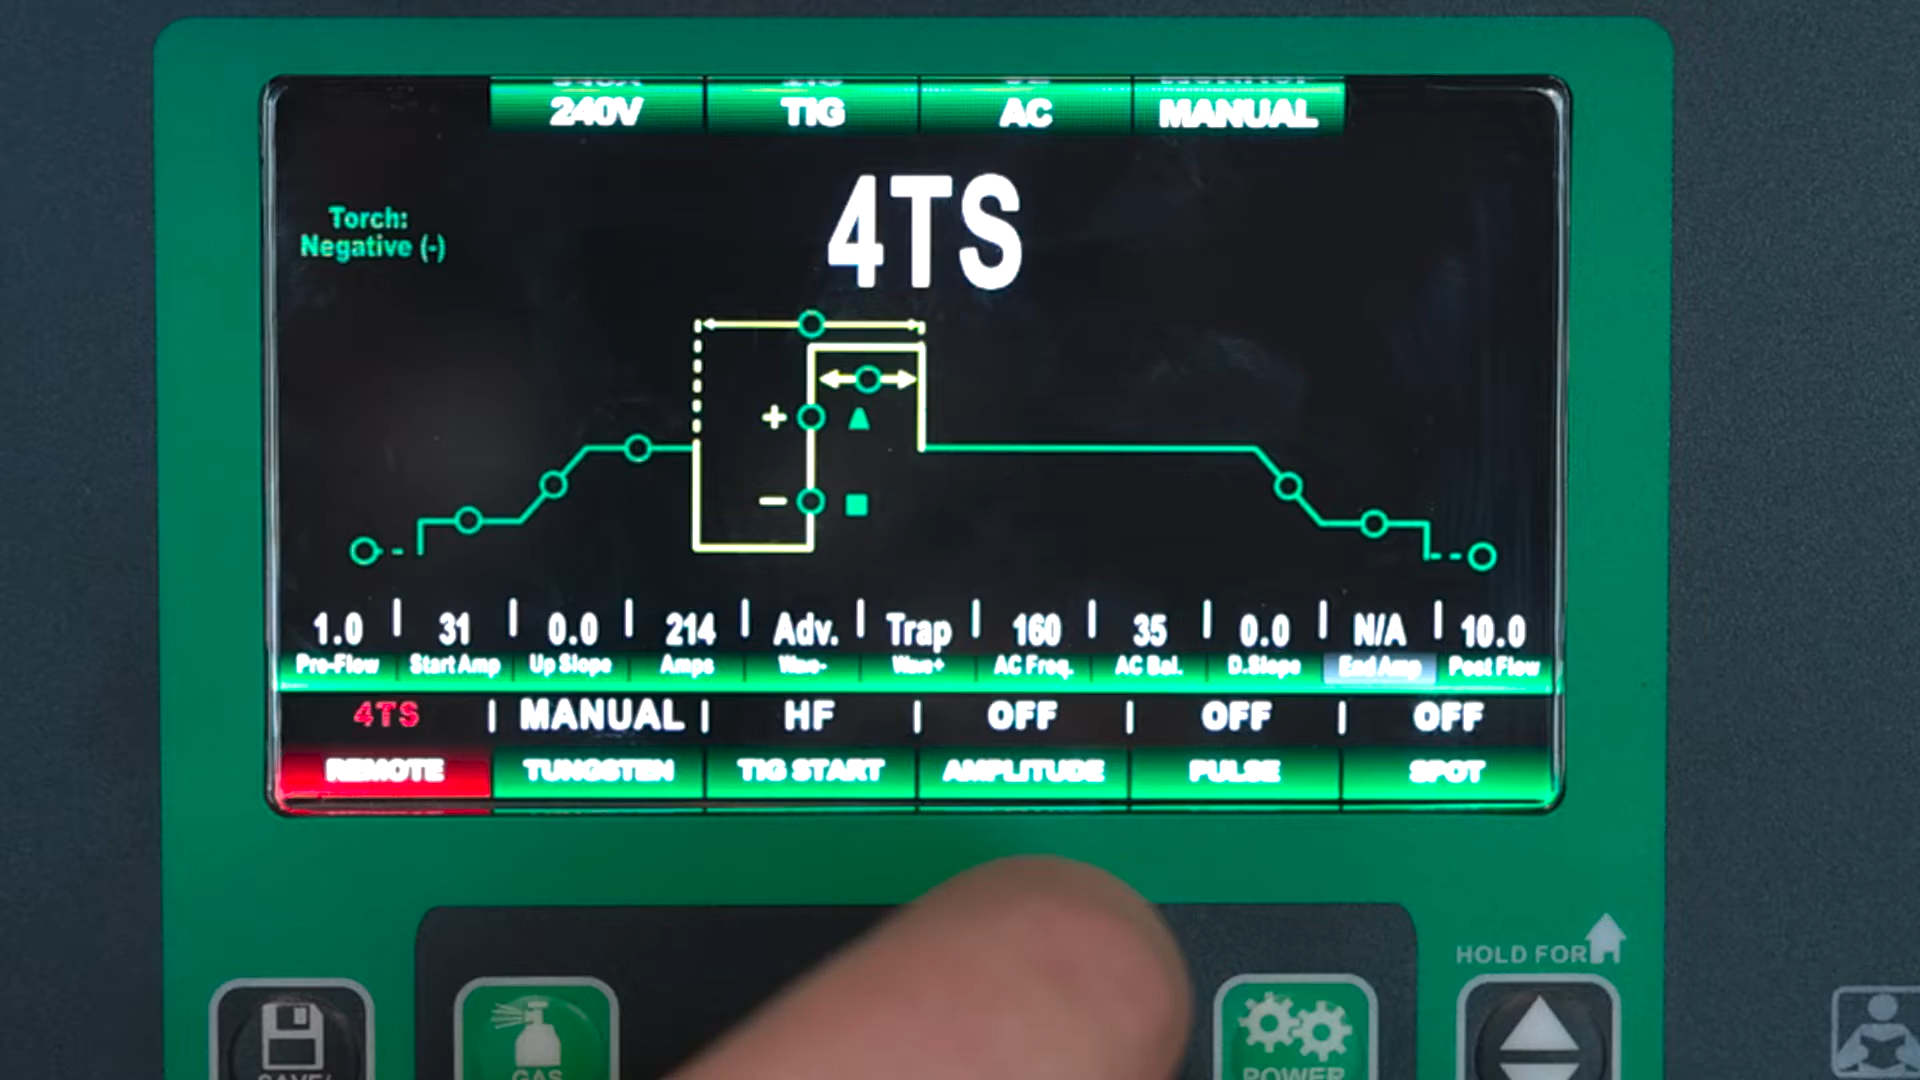 240V TIG AC MANUAL
4TS
Torch:
Negative (-)
+
−
1.0 | 31 | 0.0 | 214 | Adv. | Trap | 160 | 35 | 0.0 | N/A | 10.0
Pre-Flow Start Amp Up Slope Amps Wave- Wave+ AC Freq. AC Bal. D.Slope End Amp Post Flow
4TS | MANUAL | HF | OFF | OFF | OFF
REMOTE TUNGSTEN TIG START AMPLITUDE PULSE SPOT
HOLD FOR
SAVE/ GAS POWER